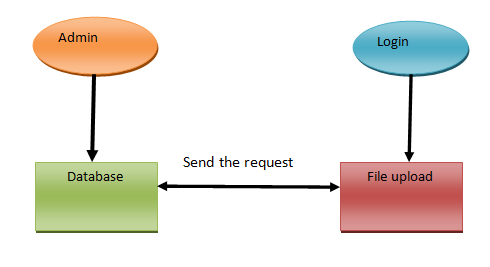 Admin
Login
Send the request
Database
File upload